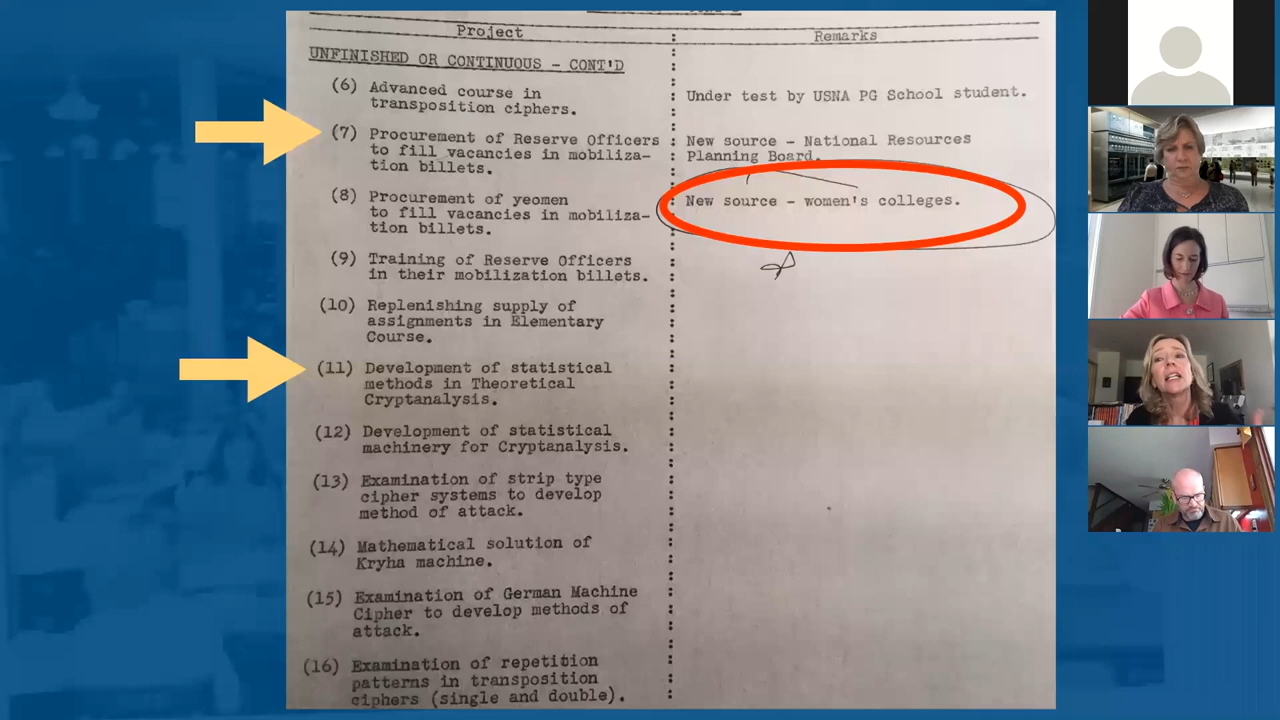 Project : Remarks
UNFINISHED OR CONTINUOUS - CONT'D
(6) Advanced course in
transposition ciphers.
Under test by USNA PG School student.
(7) Procurement of Reserve Officers
to fill vacancies in mobiliza-
tion billets.
New source - National Resources
Planning Board.
(8) Procurement of yeomen
to fill vacancies in mobiliza-
tion billets.
New source - women's colleges.
(9) Training of Reserve Officers
in their mobilization billets.
(10) Replenishing supply of
assignments in Elementary
Course.
(11) Development of statistical
methods in Theoretical
Cryptanalysis.
(12) Development of statistical
machinery for Cryptanalysis.
(13) Examination of strip type
cipher systems to develop
method of attack.
(14) Mathematical solution of
Kryha machine.
(15) Examination of German Machine
Cipher to develop methods of
attack.
(16) Examination of repetition
patterns in transposition
ciphers (single and double).